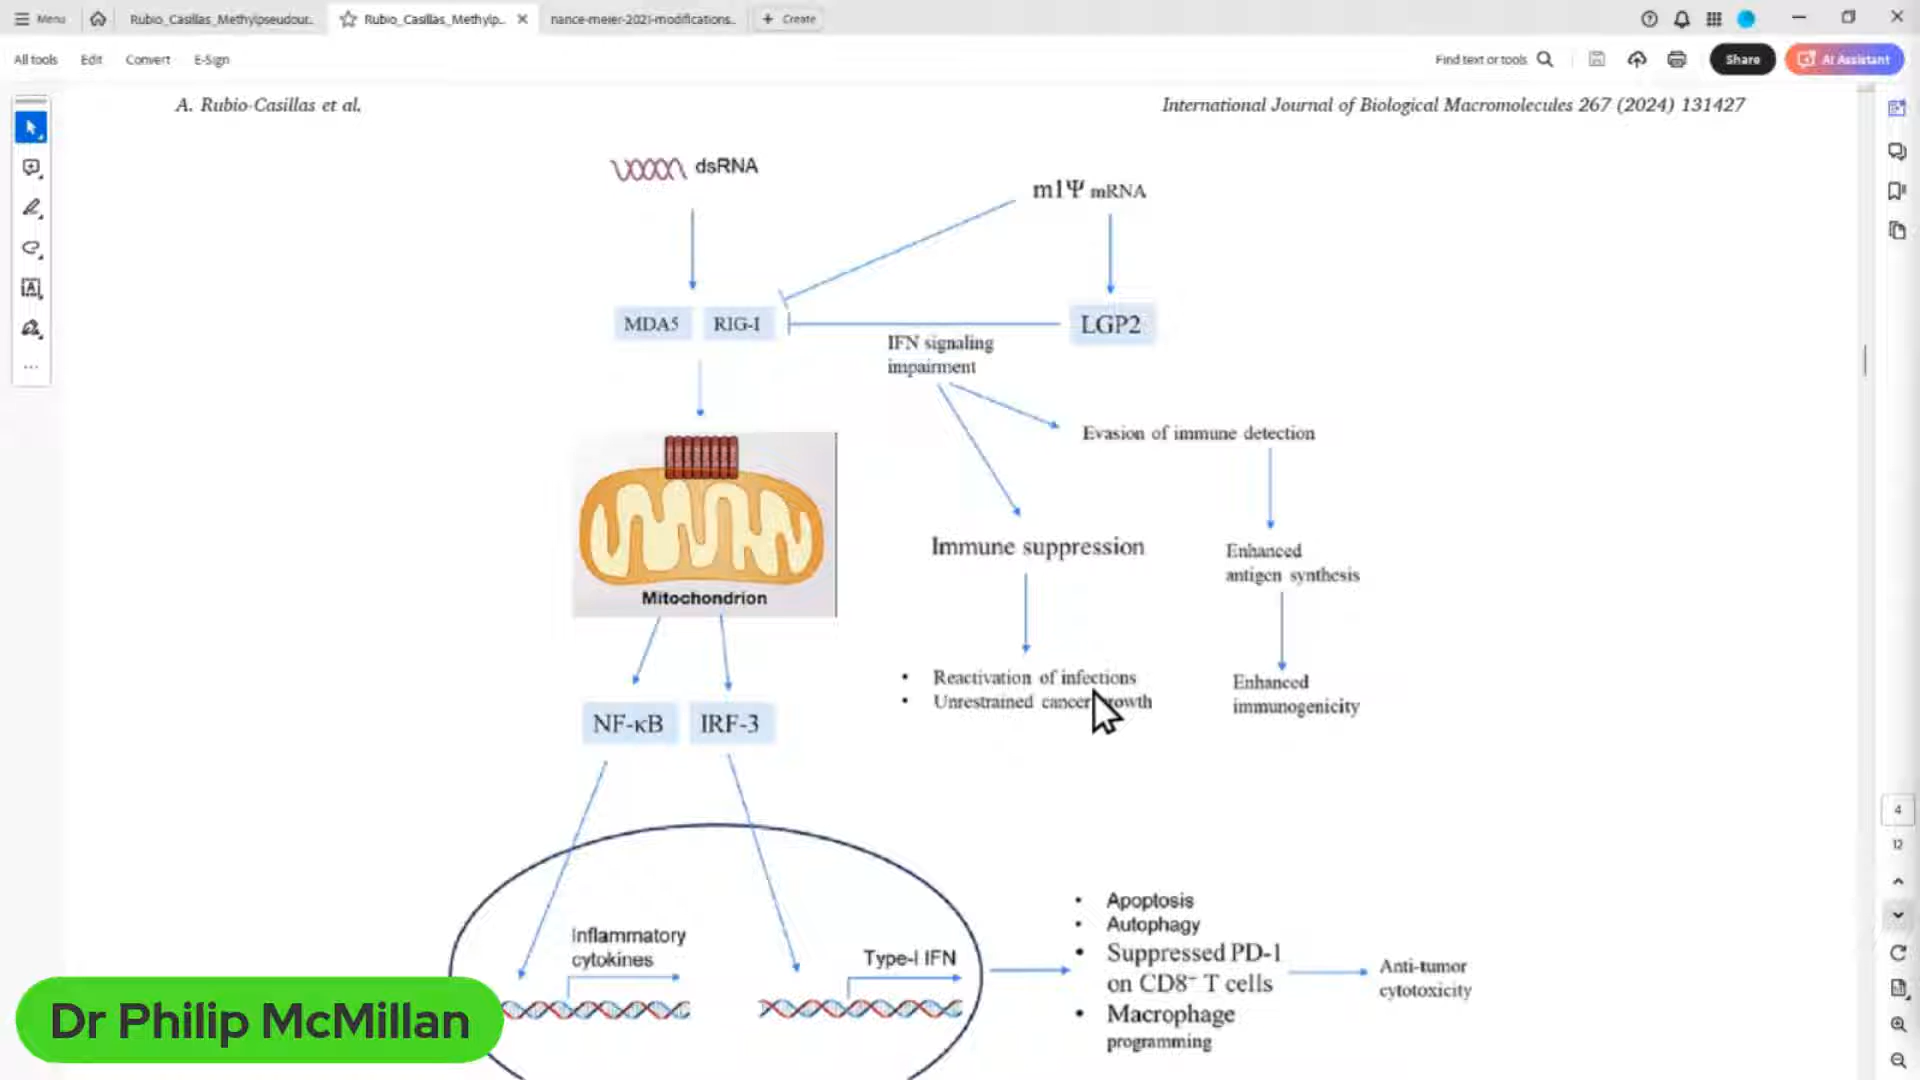 Menu
Rubio_Casillas_Methylpseudour...
Rubio_Casillas_Methylp...
nance-meier-2021-modifications...
Create
All tools
Edit
Convert
E-Sign
Find text or tools
Share
AI Assistant
A. Rubio-Casillas et al.
International Journal of Biological Macromolecules 267 (2024) 131427
dsRNA
m1Ψ mRNA
MDA5
RIG-I
LGP2
IFN signaling
impairment
Evasion of immune detection
Immune suppression
Enhanced
antigen synthesis
Mitochondrion
• Reactivation of infections
• Unrestrained cancer growth
Enhanced
immunogenicity
NF-κB
IRF-3
4
12
Inflammatory
cytokines
Type-I IFN
• Apoptosis
• Autophagy
• Suppressed PD-1
on CD8⁺ T cells
• Macrophage
programming
Anti-tumor
cytotoxicity
Dr Philip McMillan